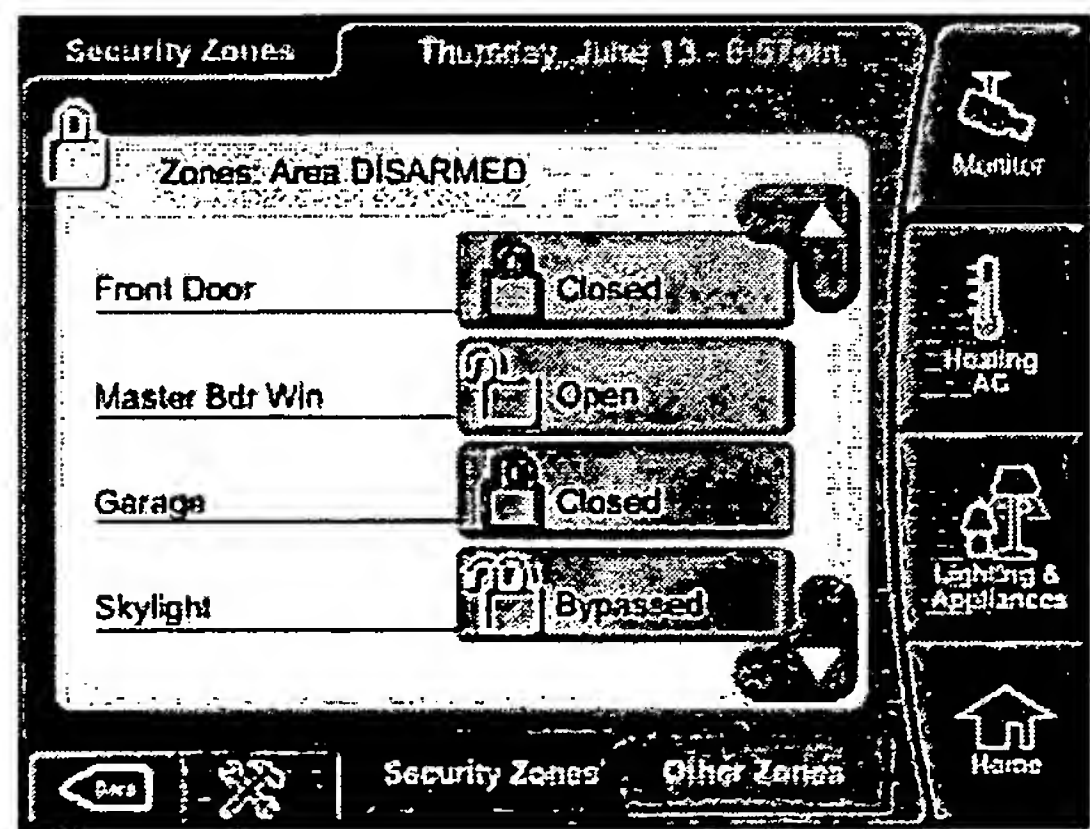 Security Zones
Thursday, June 13 - 6:57pm
Zones: Area DISARMED
Front Door
Closed
Master Bdr Win
Open
Garage
Closed
Skylight
Bypassed
Monitor
Heating
AC
Lighting &
Appliances
Home
Back
Security Zones
Other Zones